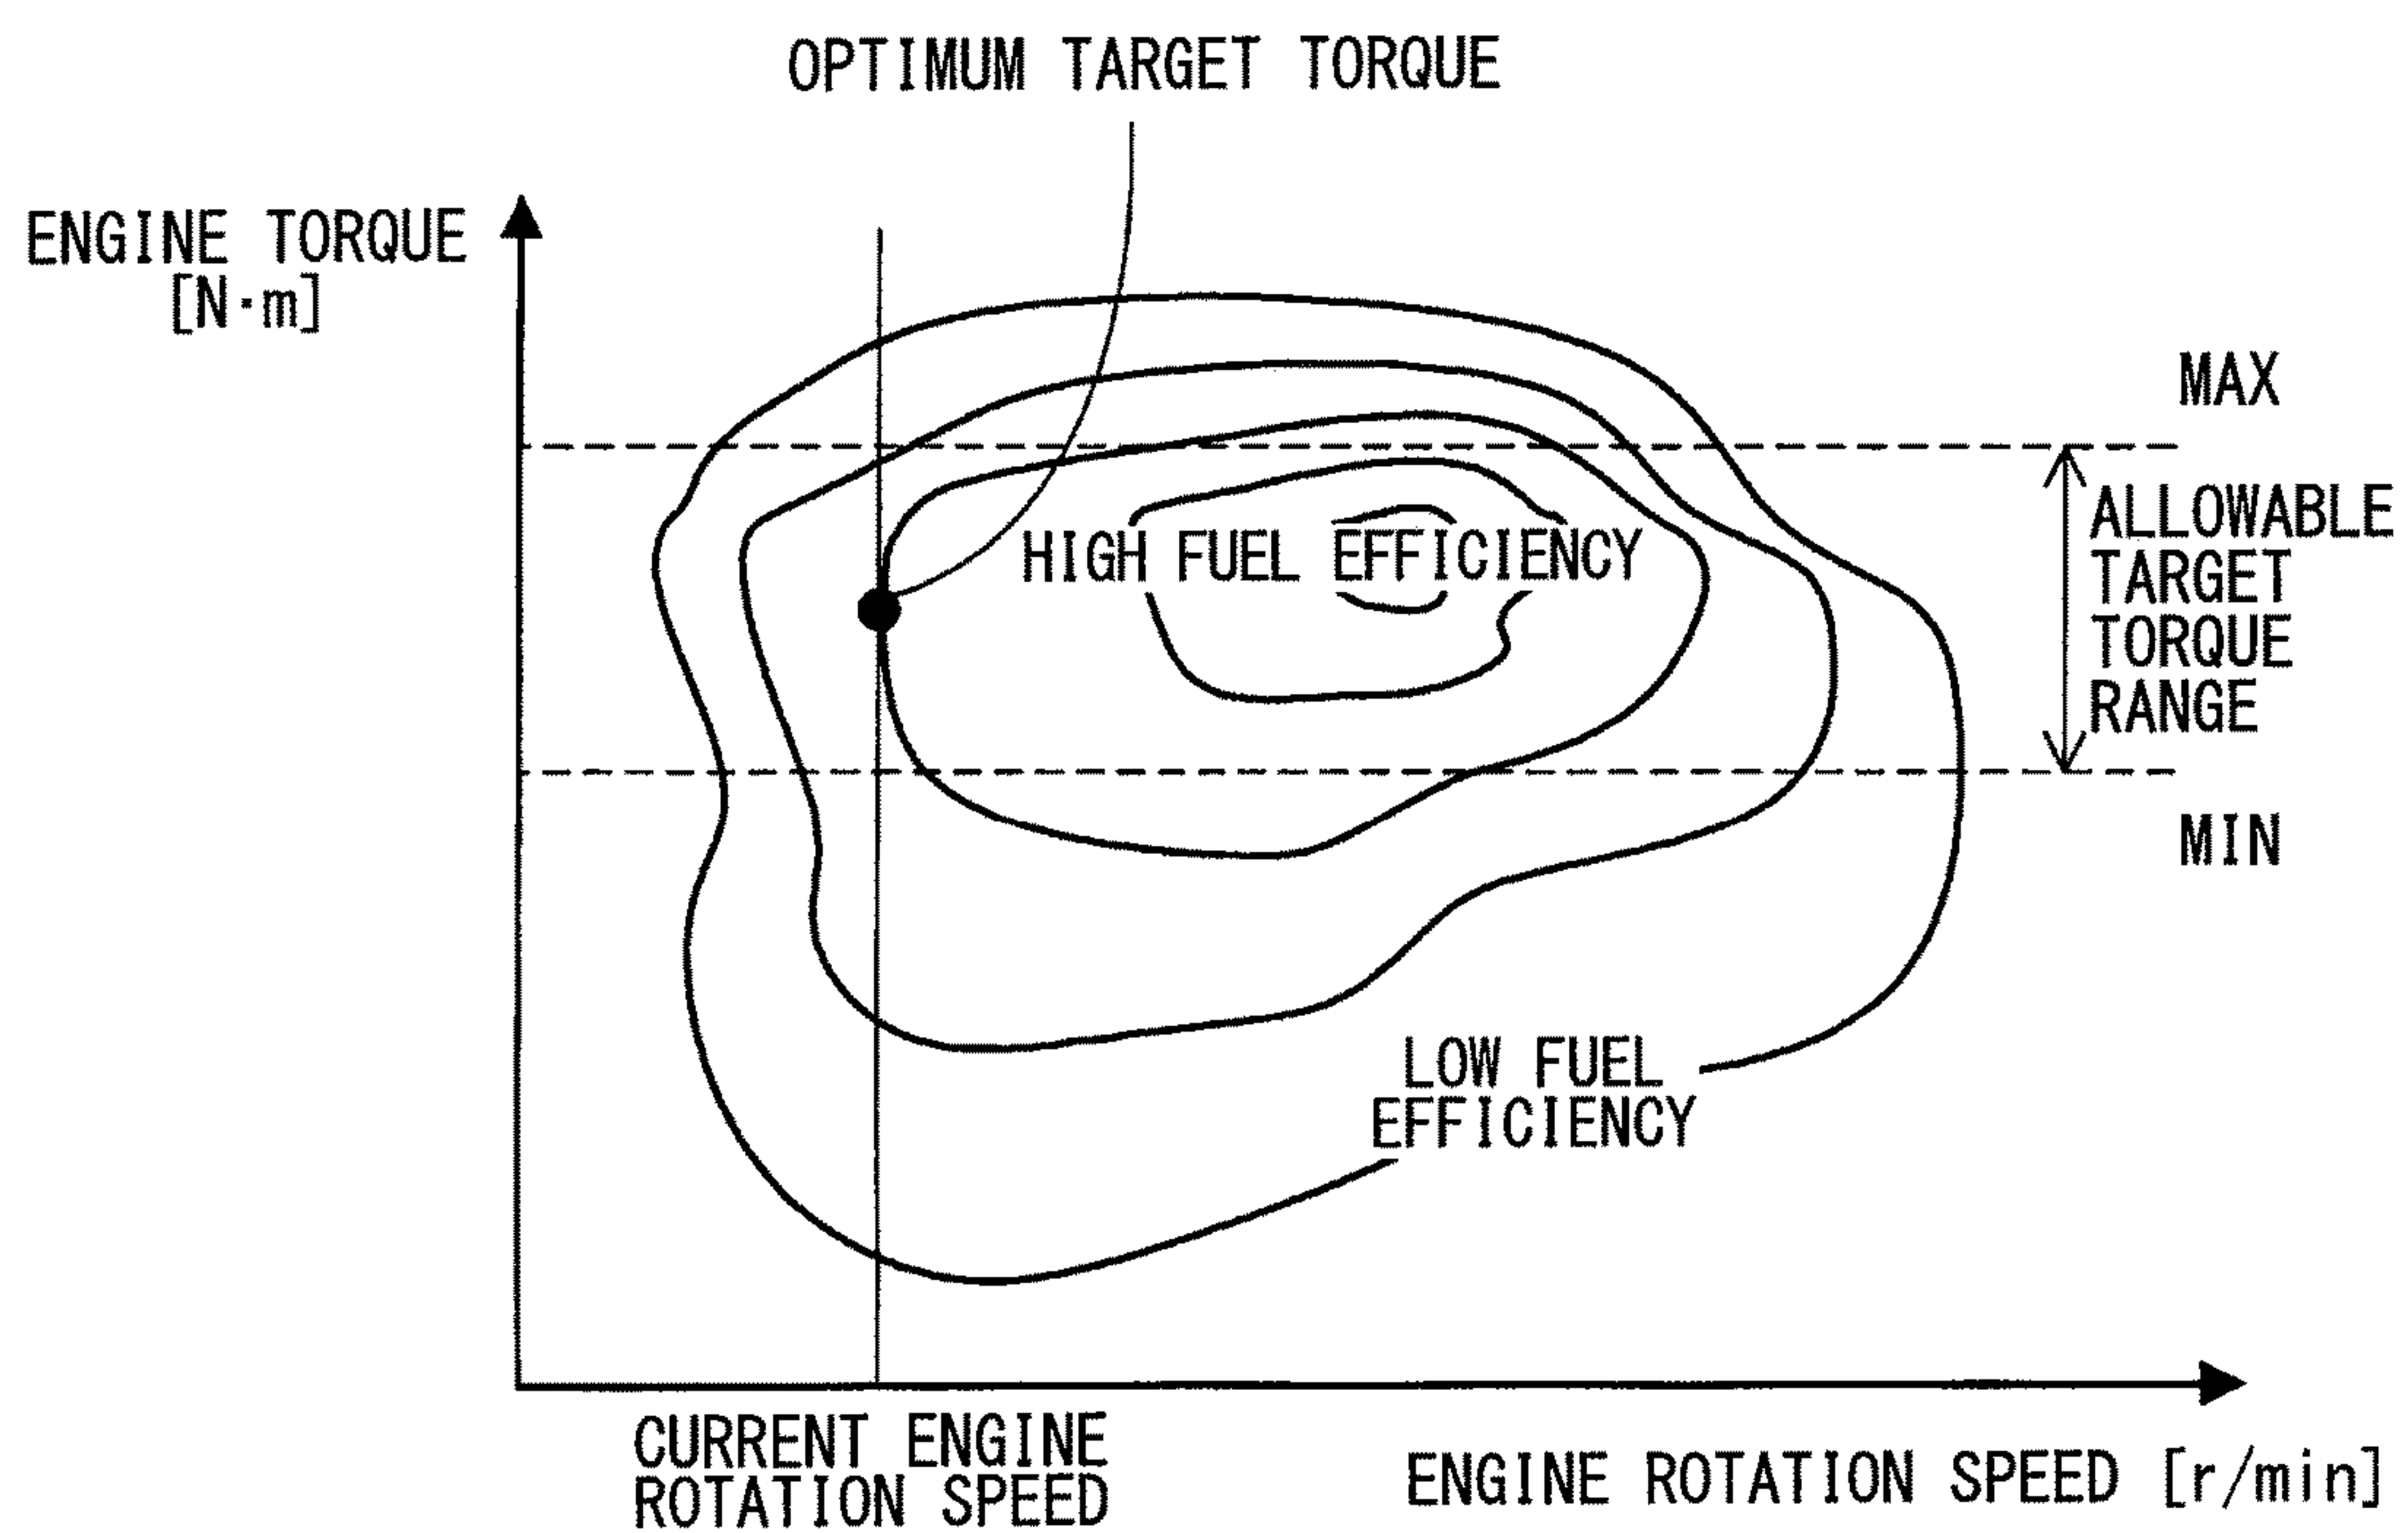 OPTIMUM TARGET TORQUE
ENGINE TORQUE
[N·m]
MAX
ALLOWABLE
TARGET
TORQUE
RANGE
HIGH FUEL EFFICIENCY
MIN
LOW FUEL
EFFICIENCY
CURRENT ENGINE
ROTATION SPEED
ENGINE ROTATION SPEED [r/min]